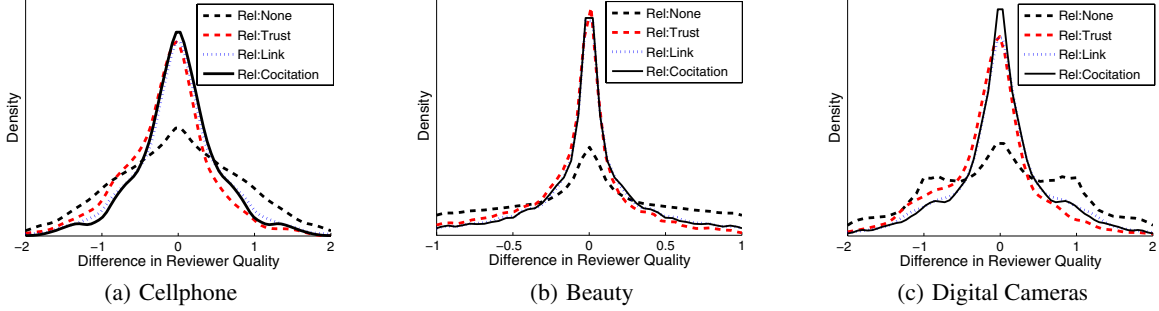 Rel:None
Rel:Trust
Rel:Link
Rel:Cocitation
Density
−2 −1 0 1 2
Difference in Reviewer Quality
(a) Cellphone
Rel:None
Rel:Trust
Rel:Link
Rel:Cocitation
Density
−1 −0.5 0 0.5 1
Difference in Reviewer Quality
(b) Beauty
Rel:None
Rel:Trust
Rel:Link
Rel:Cocitation
Density
−2 −1 0 1 2
Difference in Reviewer Quality
(c) Digital Cameras